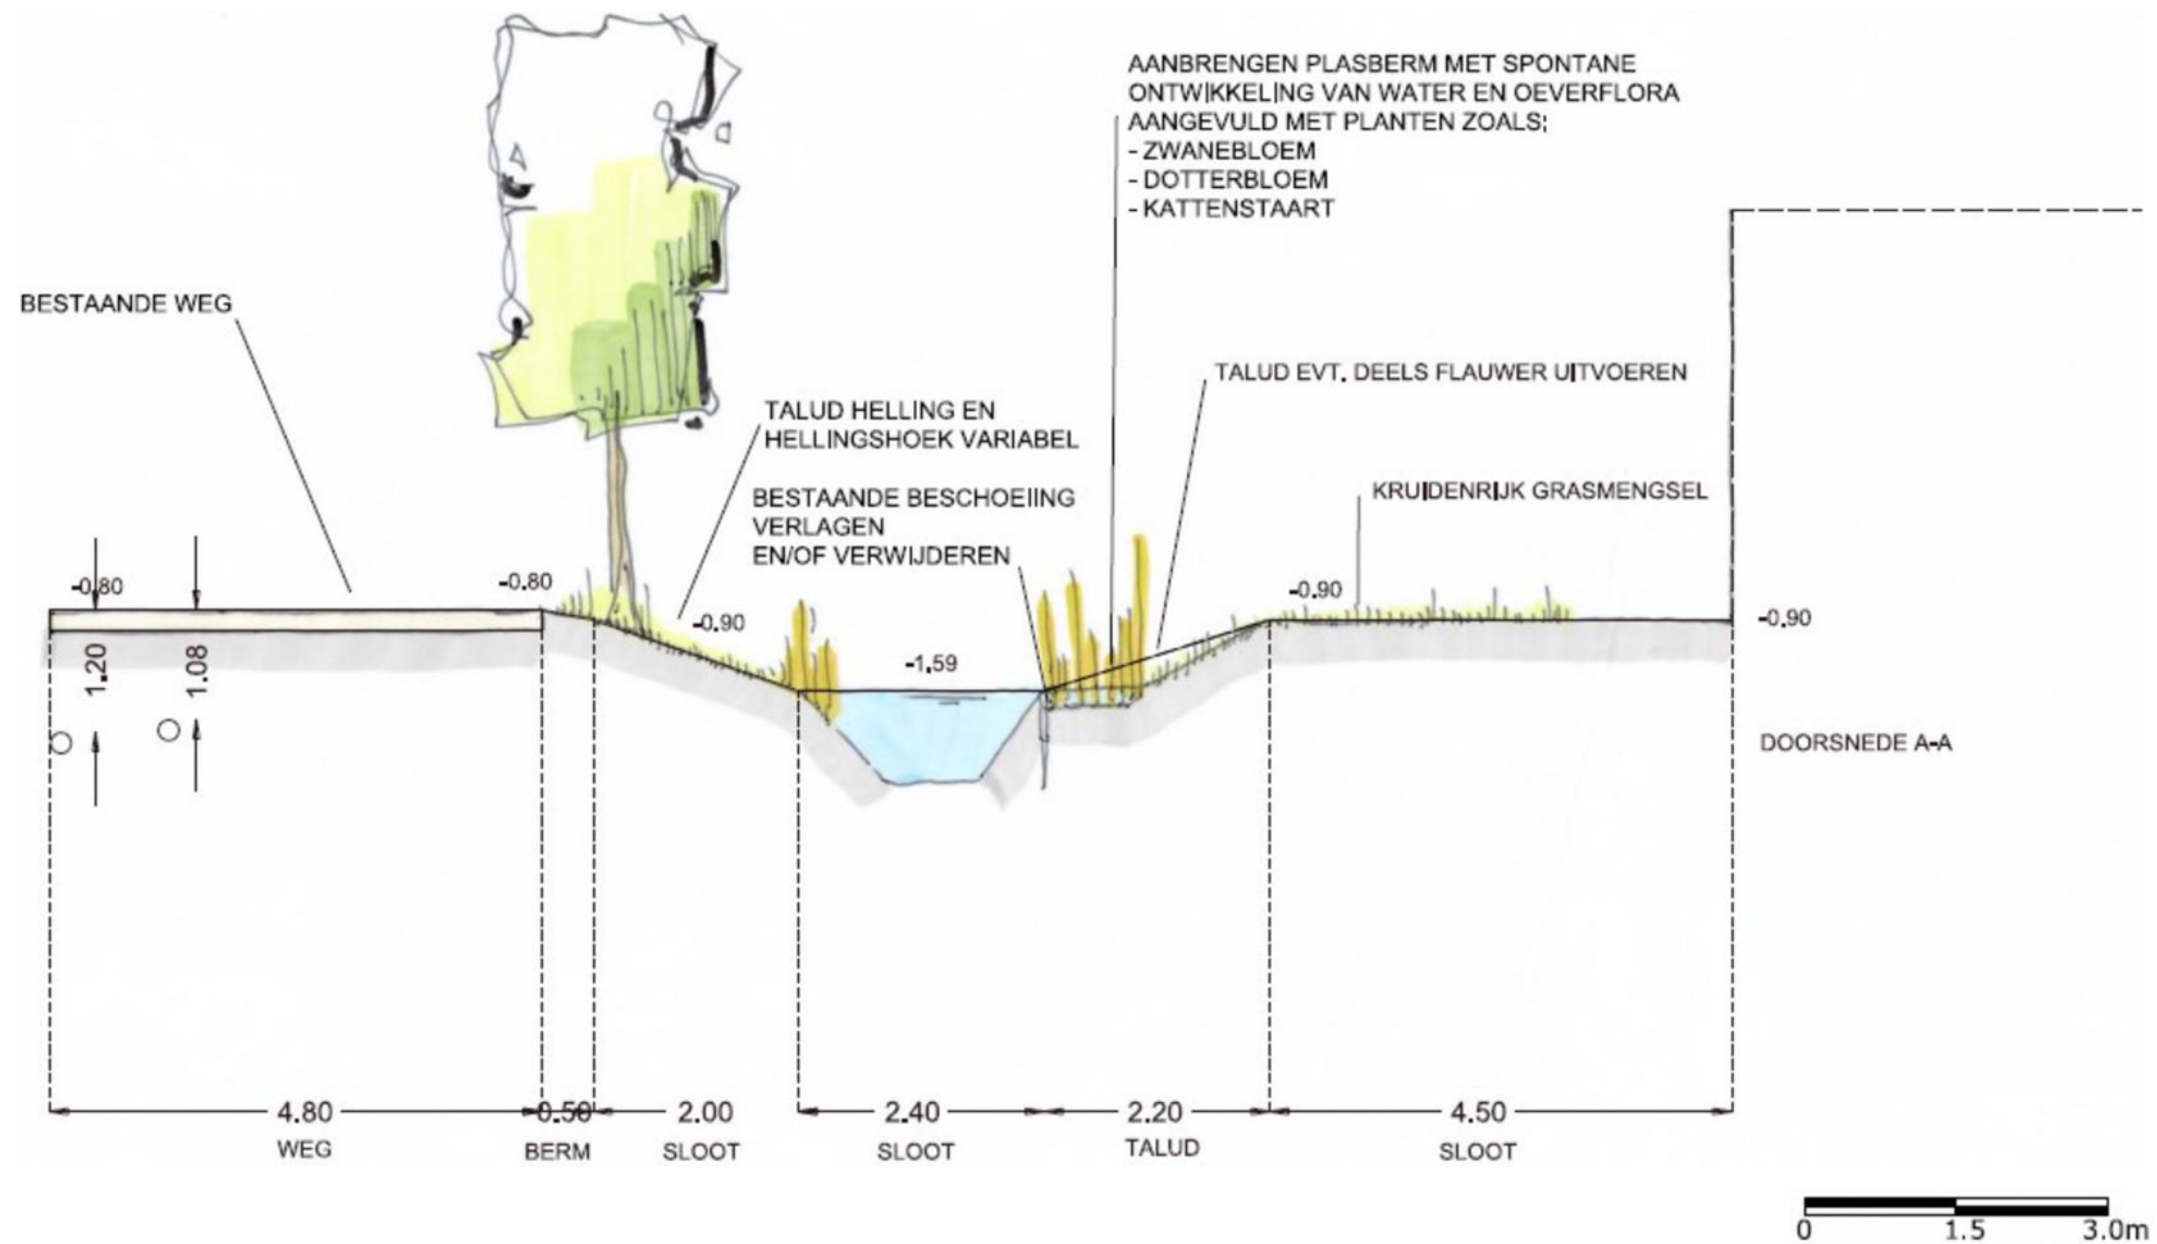 AANBRENGEN PLASBERM MET SPONTANE
ONTWIKKELING VAN WATER EN OEVERFLORA
AANGEVULD MET PLANTEN ZOALS;
- ZWANEBLOEM
- DOTTERBLOEM
- KATTENSTAART
BESTAANDE WEG
TALUD EVT. DEELS FLAUWER UITVOEREN
TALUD HELLING EN
HELLINGSHOEK VARIABEL
KRUIDENRIJK GRASMENGSEL
BESTAANDE BESCHOEIING
VERLAGEN
EN/OF VERWIJDEREN
-0.80
-0.80
-0.90
-1.59
-0.90
-0.90
1.20
1.08
DOORSNEDE A-A
4.80
0.50
2.00
2.40
2.20
4.50
WEG
BERM
SLOOT
SLOOT
TALUD
SLOOT
0
1.5
3.0m